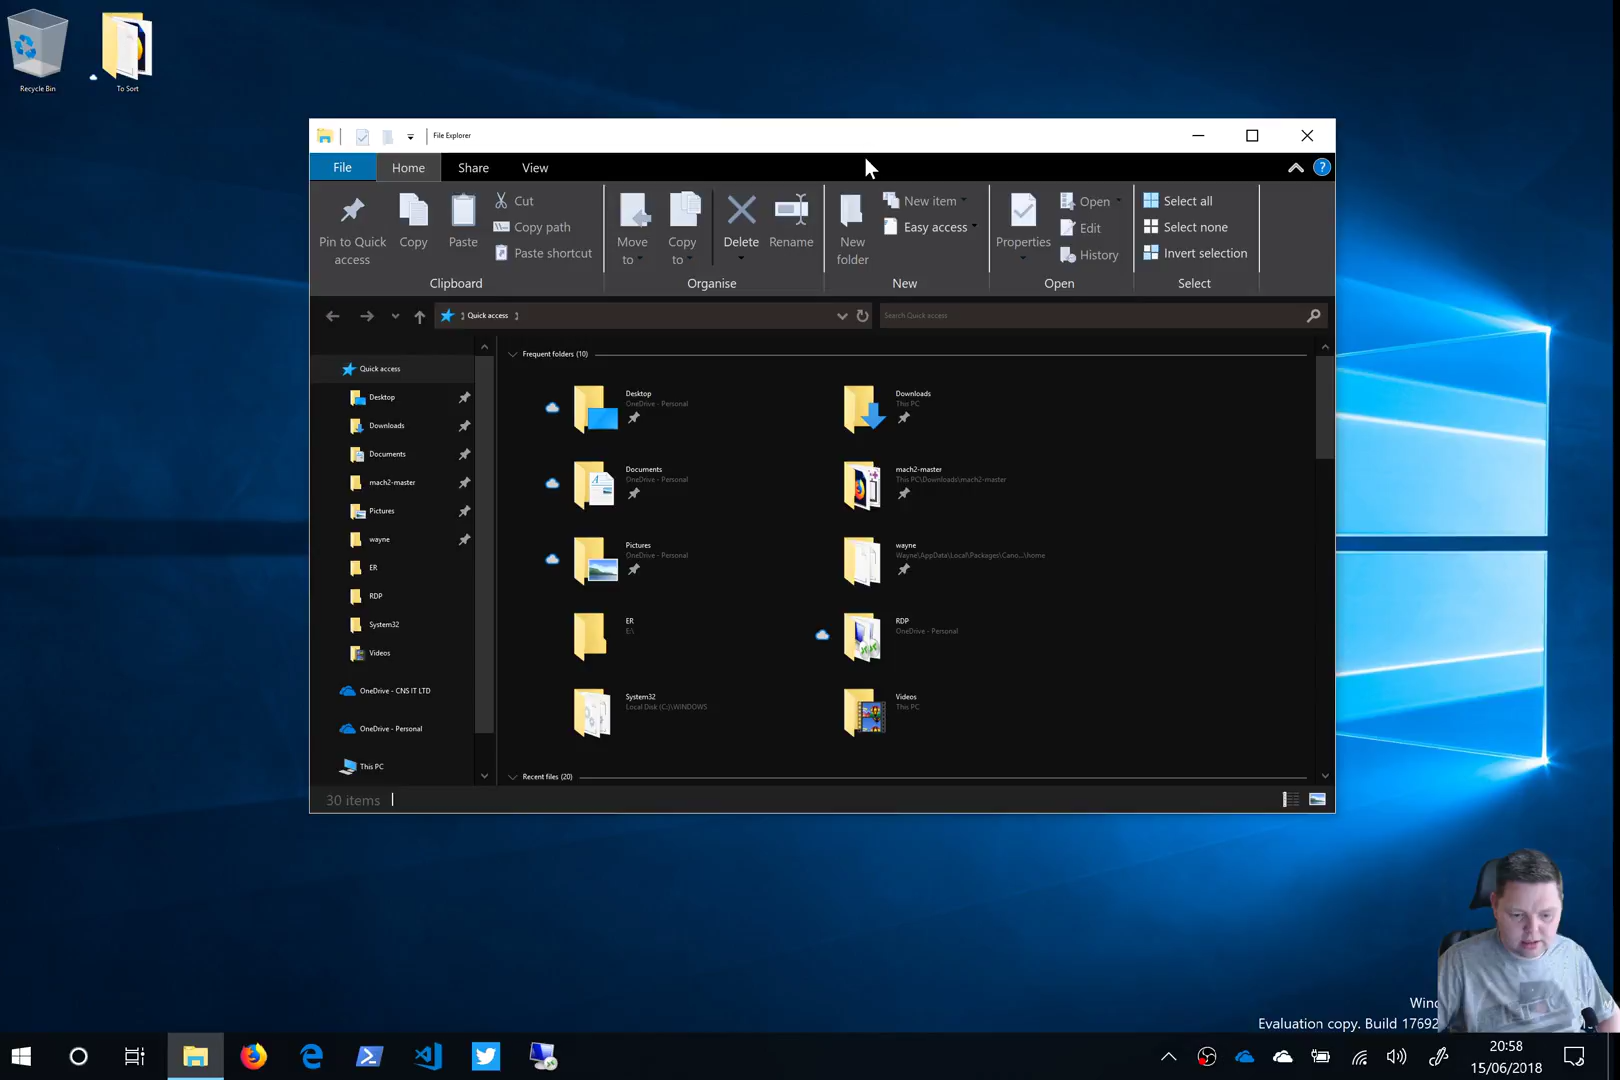 Recycle Bin
To Sort
File Explorer
File
Home
Share
View
?
Pin to Quick
access
Copy
Paste
Cut
Copy path
Paste shortcut
Clipboard
Move
to
Copy
to
Delete
Rename
Organise
New
folder
New item
Easy access
New
Properties
Open
Edit
History
Open
Select all
Select none
Invert selection
Select
Quick access
Search Quick access
Quick access
Desktop
Downloads
Documents
mach2-master
Pictures
wayne
ER
RDP
System32
Videos
OneDrive - CNS IT LTD
OneDrive - Personal
This PC
Frequent folders (10)
Desktop
OneDrive - Personal
Downloads
This PC
Documents
OneDrive - Personal
mach2-master
This PC\Downloads\mach2-master
Pictures
OneDrive - Personal
wayne
Wayne\AppData\Local\Packages\Cano...\home
ER
E:\
RDP
OneDrive - Personal
System32
Local Disk (C:)\WINDOWS
Videos
This PC
Recent files (20)
30 items
Evaluation copy. Build 17692
20:58
15/06/2018